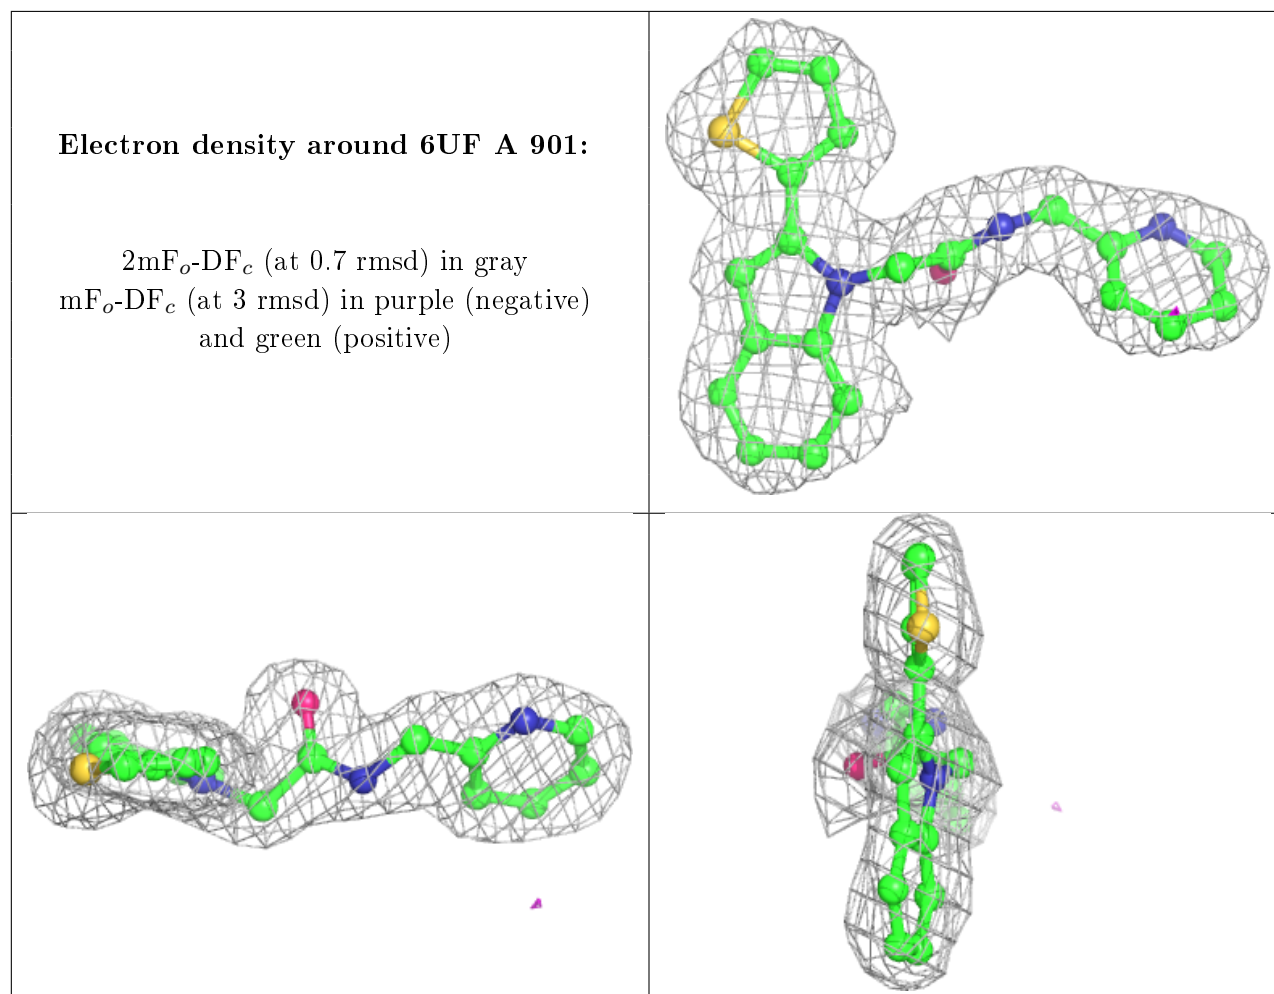 Electron density around 6UF A 901:
2mFo-DFc (at 0.7 rmsd) in gray
mFo-DFc (at 3 rmsd) in purple (negative)
and green (positive)